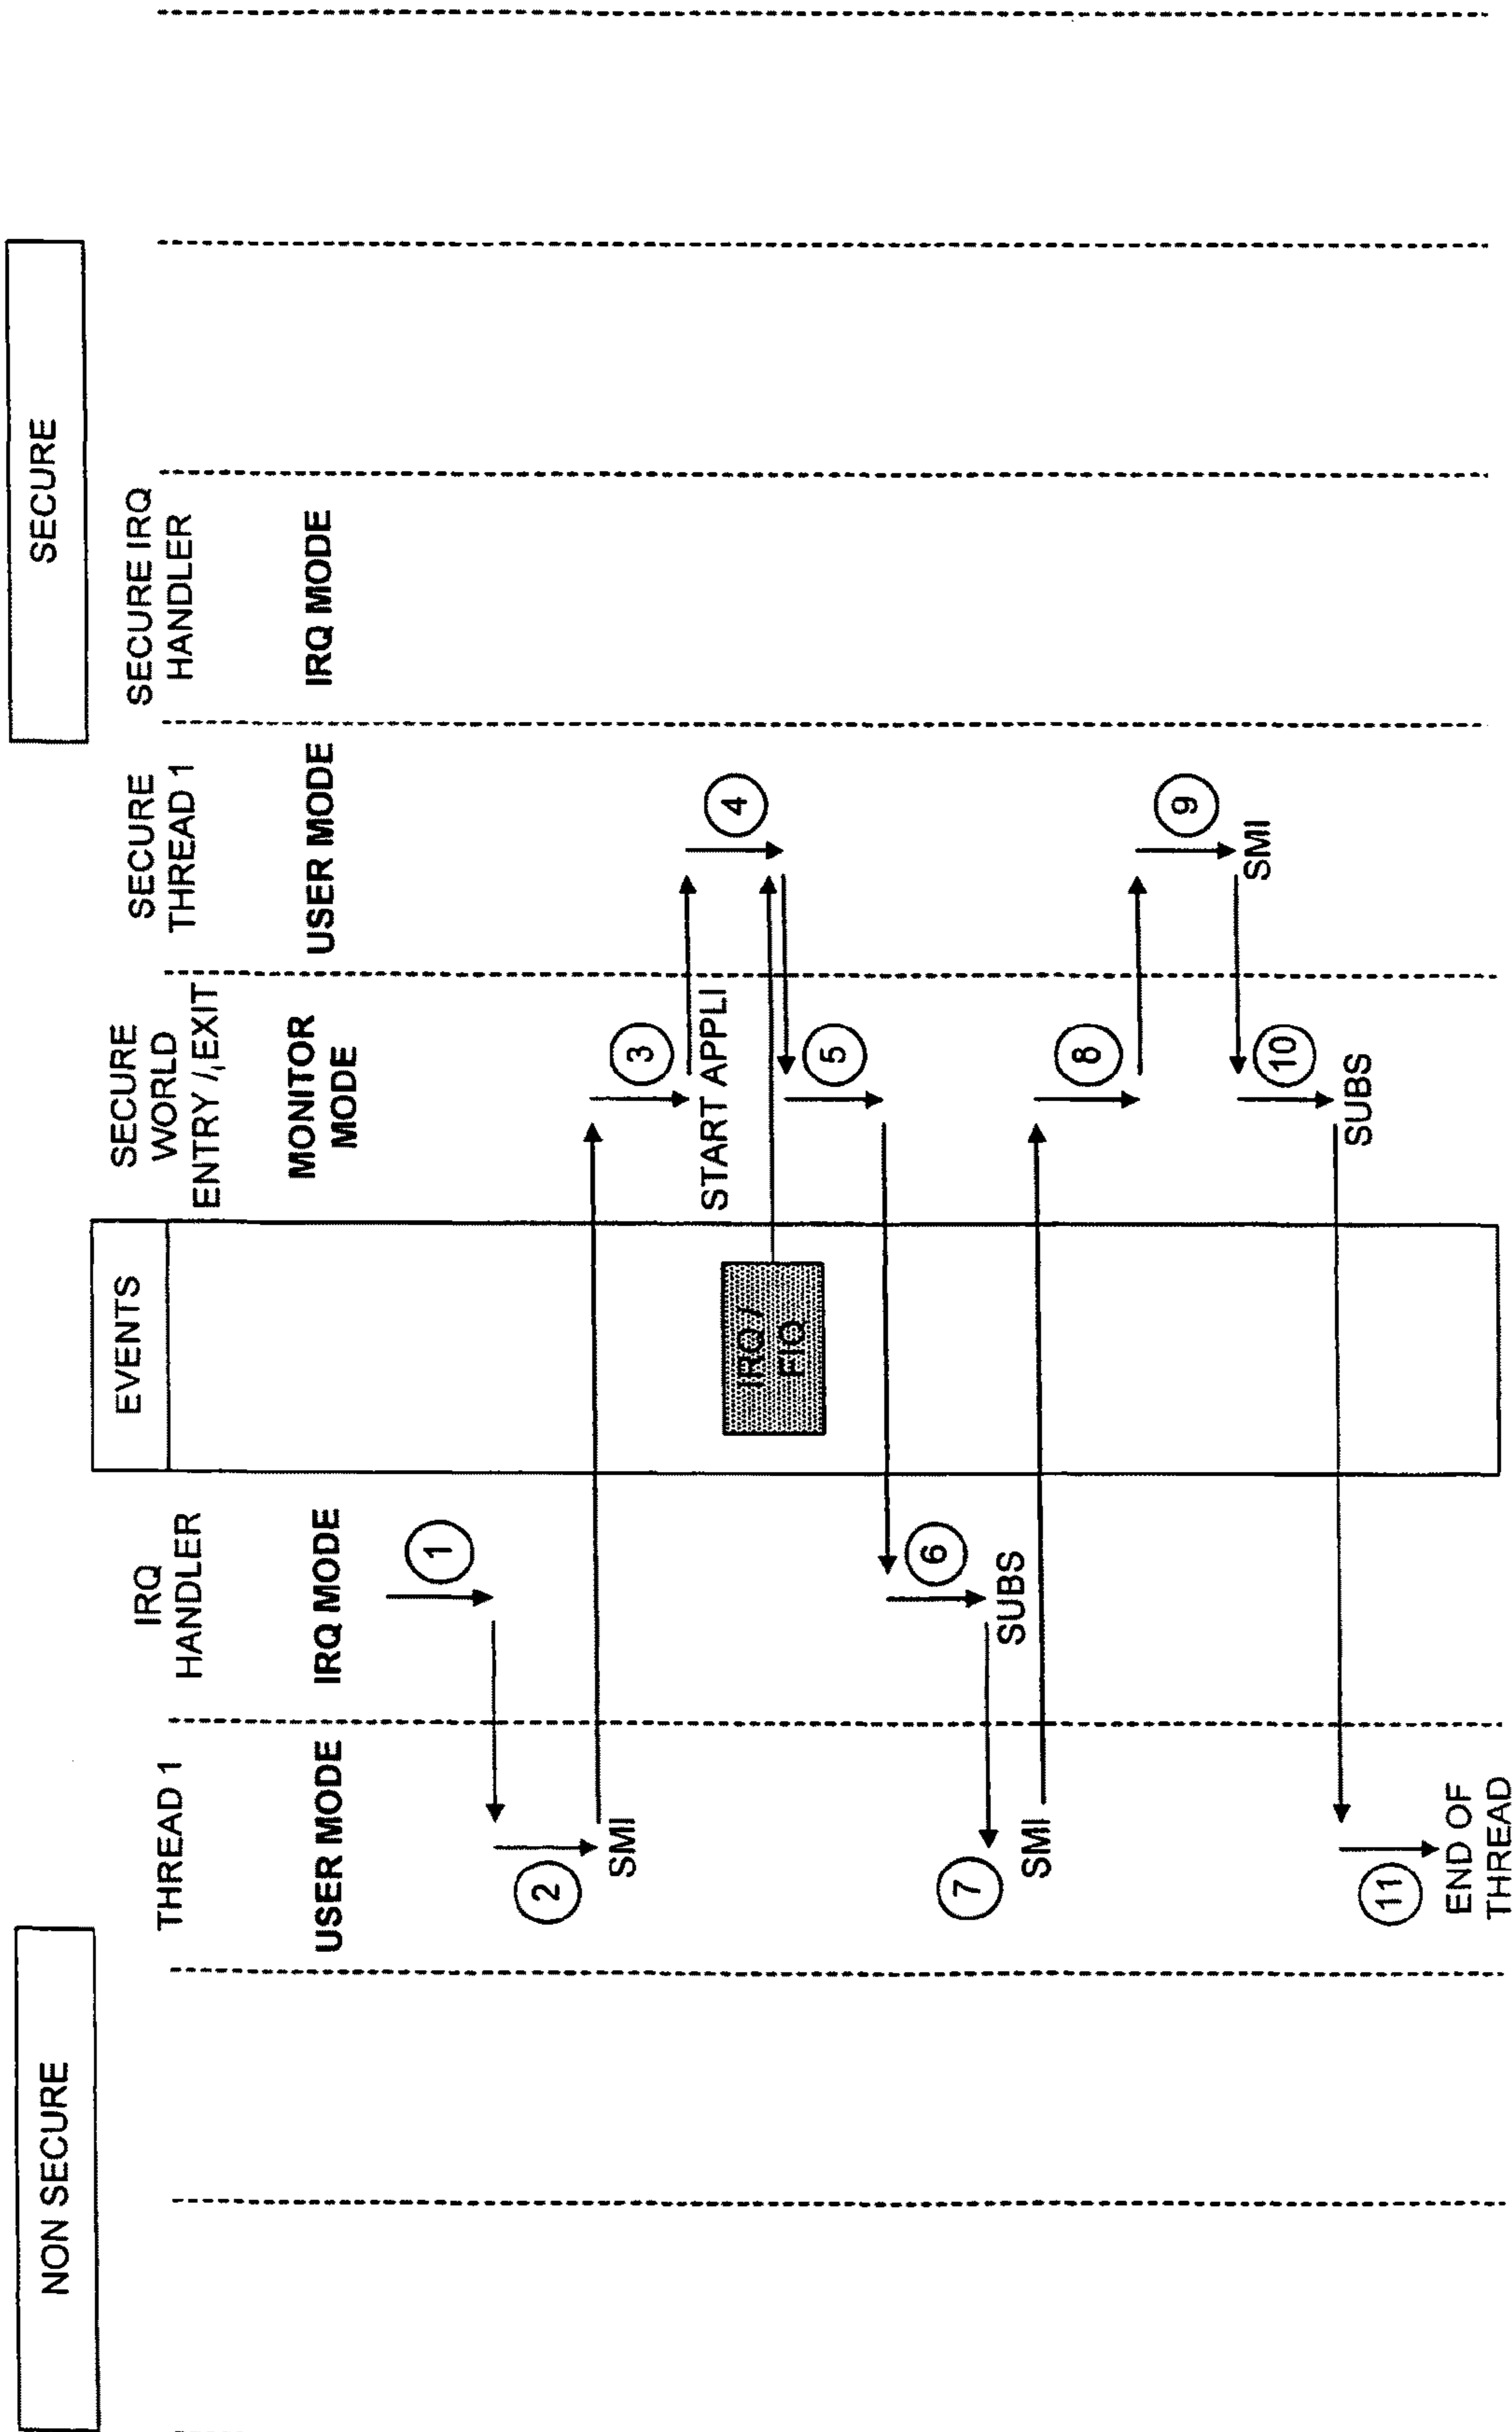 NON SECURE
SECURE
THREAD 1
IRQ
HANDLER
EVENTS
SECURE
WORLD
ENTRY / EXIT
SECURE
THREAD 1
SECURE IRQ
HANDLER
USER MODE
IRQ MODE
MONITOR
MODE
USER MODE
IRQ MODE
1
2
SMI
3
START APPLI
4
IRQ /
FIQ
5
6
SUBS
7
SMI
8
9
SMI
10
SUBS
11
END OF
THREAD